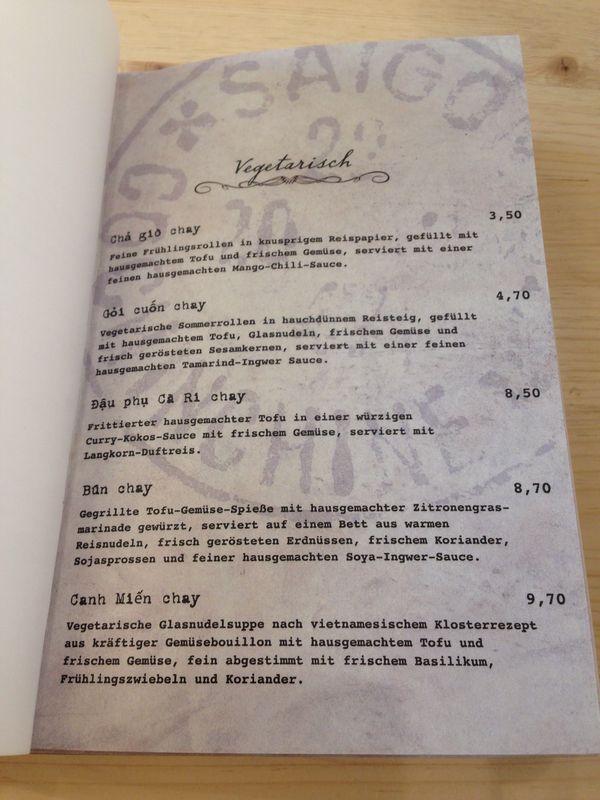 SAIGO
29
20
CO
Vegetarisch
Chả giò chay 3,50
Feine Frühlingsrollen in knusprigem Reispapier, gefüllt mit
hausgemachtem Tofu und frischem Gemüse, serviert mit einer
feinen hausgemachten Mango-Chili-Sauce.
Gỏi cuốn chay 4,70
Vegetarische Sommerrollen in hauchdünnem Reisteig, gefüllt
mit hausgemachtem Tofu, Glasnudeln, frischem Gemüse und
frisch gerösteten Sesamkernen, serviert mit einer feinen
hausgemachten Tamarind-Ingwer Sauce.
Đậu phụ Cà Ri chay 8,50
Frittierter hausgemachter Tofu in einer würzigen
Curry-Kokos-Sauce mit frischem Gemüse, serviert mit
Langkorn-Duftreis.
CHINE
Bún chay 8,70
Gegrillte Tofu-Gemüse-Spieße mit hausgemachter Zitronengras-
marinade gewürzt, serviert auf einem Bett aus warmen
Reisnudeln, frisch gerösteten Erdnüssen, frischem Koriander,
Sojasprossen und feiner hausgemachten Soya-Ingwer-Sauce.
Canh Miến chay 9,70
Vegetarische Glasnudelsuppe nach vietnamesischem Klosterrezept
aus kräftiger Gemüsebouillon mit hausgemachtem Tofu und
frischem Gemüse, fein abgestimmt mit frischem Basilikum,
Frühlingszwiebeln und Koriander.